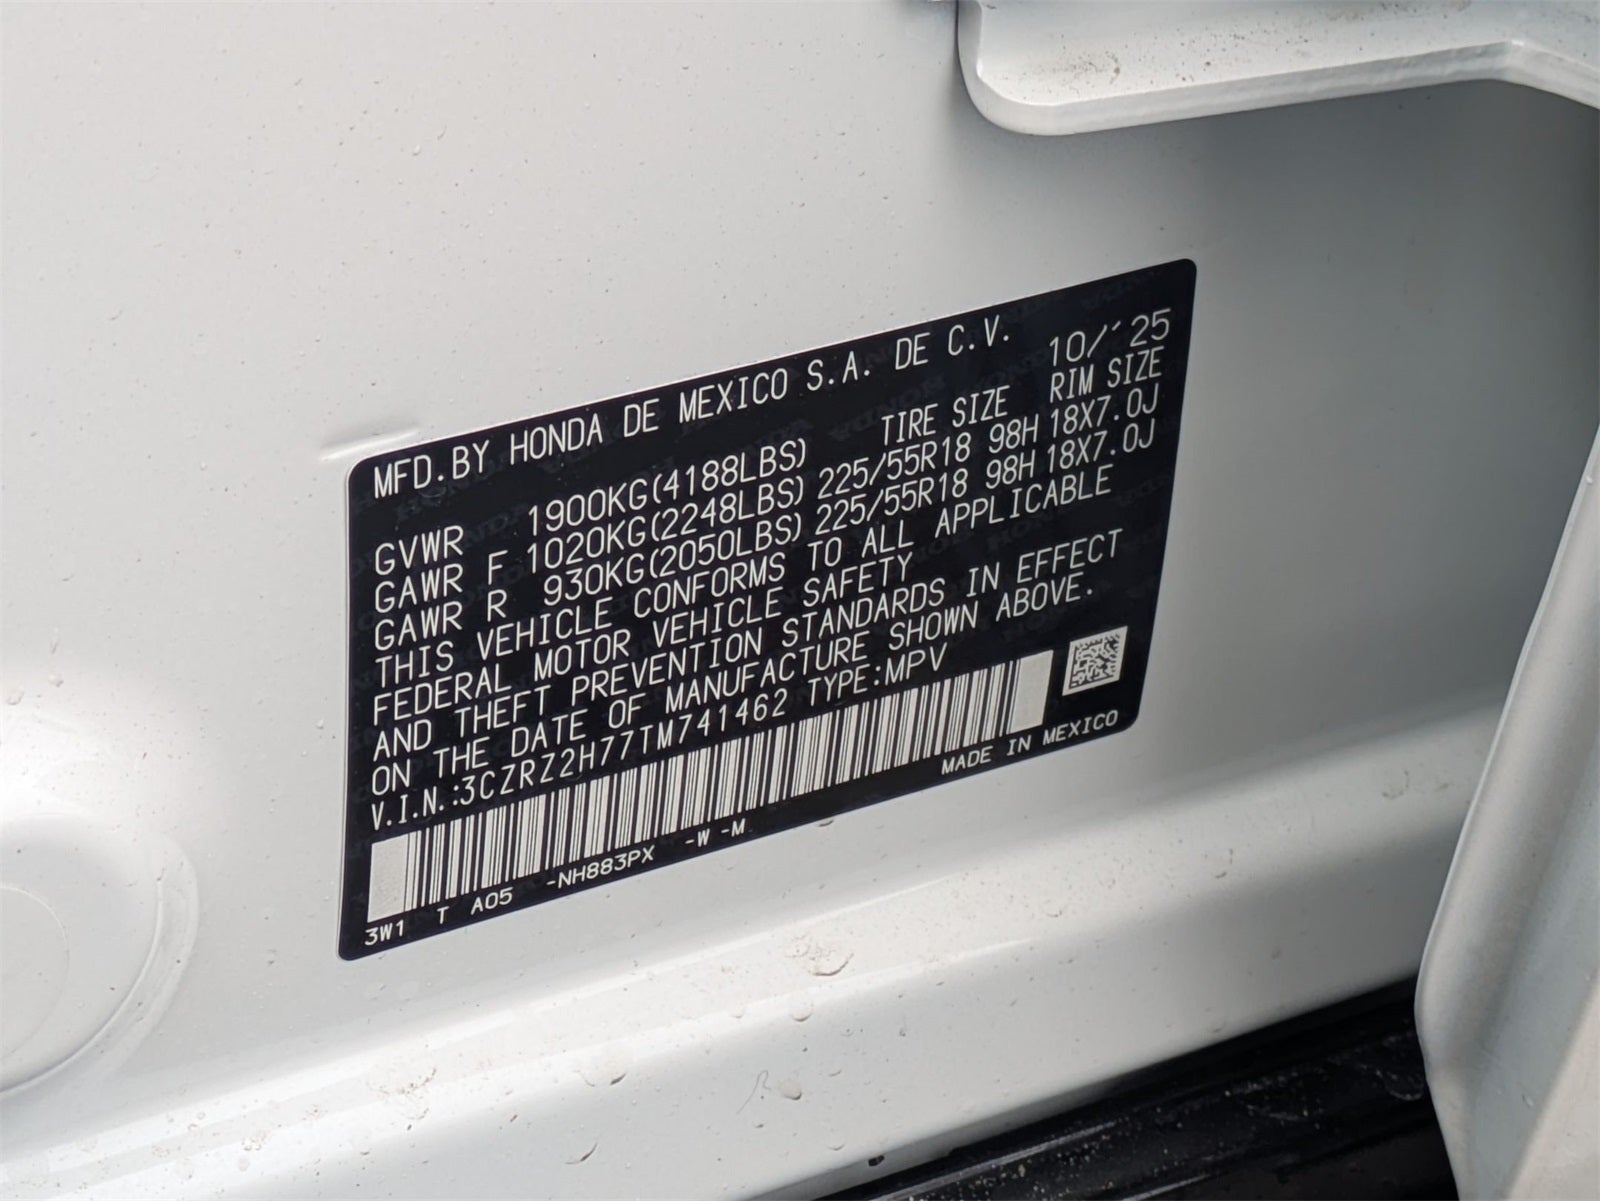 MFD.BY HONDA DE MEXICO S.A. DE C.V. 10/'25
TIRE SIZE RIM SIZE
GVWR 1900KG(4188LBS)
GAWR F 1020KG(2248LBS) 225/55R18 98H 18X7.0J
GAWR R 930KG(2050LBS) 225/55R18 98H 18X7.0J
THIS VEHICLE CONFORMS TO ALL APPLICABLE
FEDERAL MOTOR VEHICLE SAFETY
AND THEFT PREVENTION STANDARDS IN EFFECT
ON THE DATE OF MANUFACTURE SHOWN ABOVE.
V.I.N.:3CZRZ2H77TM741462 TYPE:MPV
MADE IN MEXICO
3W1 T A05 -NH883PX -W -M